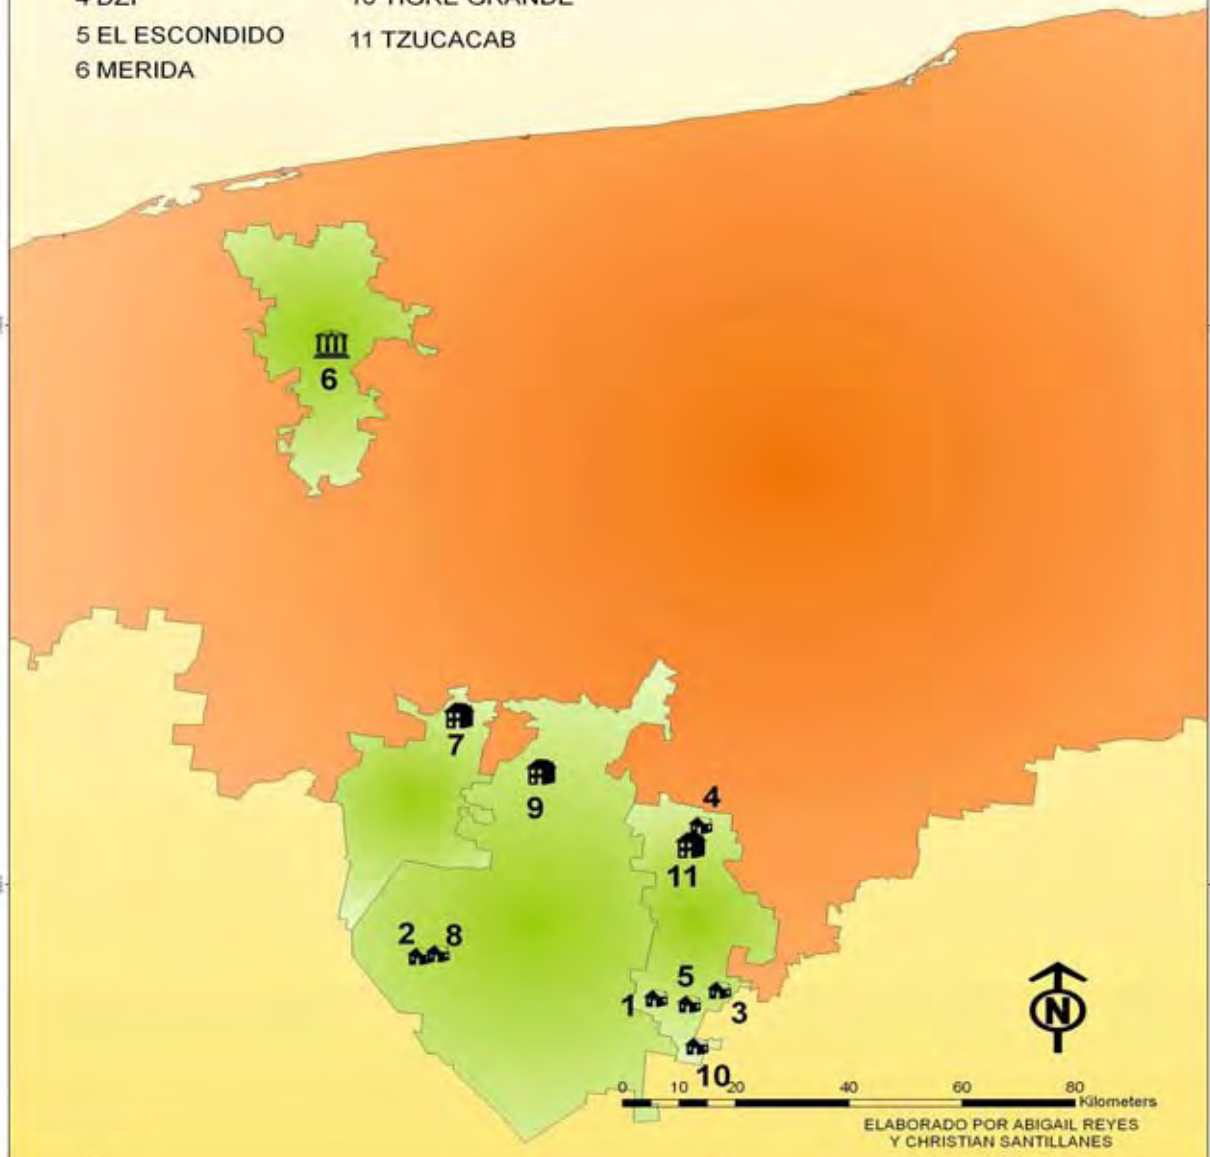 5 EL ESCONDIDO
11 TZUCACAB
6 MERIDA
6
7
9
4
11
2
8
5
1
3
N
10
0 10 20 40 60 80
Kilometers
ELABORADO POR ABIGAIL REYES
Y CHRISTIAN SANTILLANES